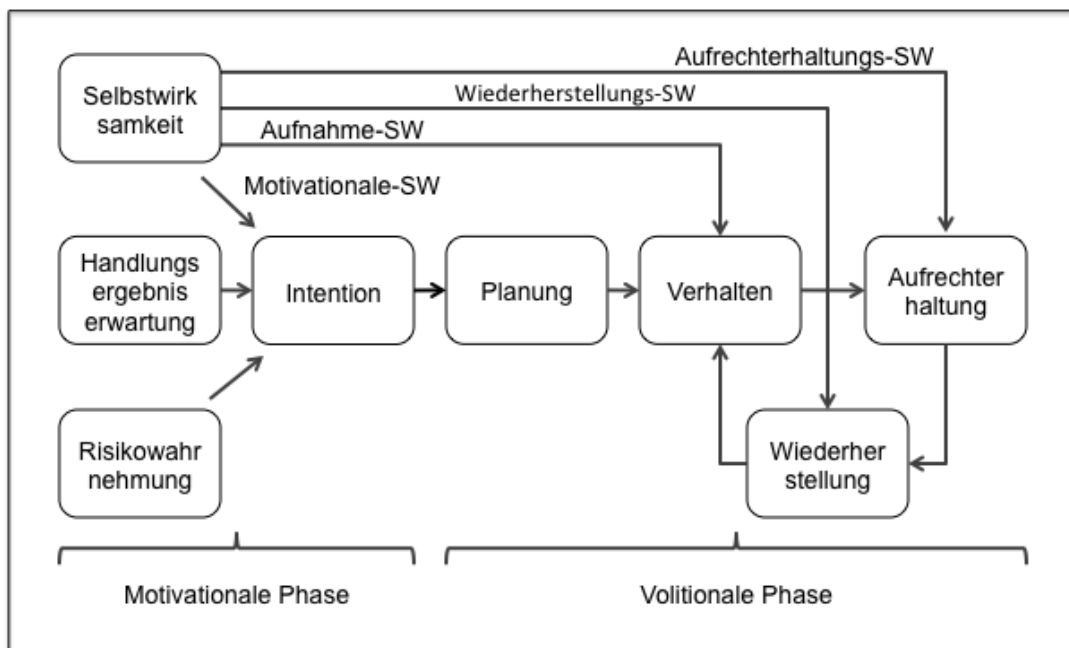 Selbstwirk
samkeit
Aufrechterhaltungs-SW
Wiederherstellungs-SW
Aufnahme-SW
Motivationale-SW
Handlungs
ergebnis
erwartung
Intention
Planung
Verhalten
Aufrechter
haltung
Risikowahr
nehmung
Wiederher
stellung
Motivationale Phase
Volitionale Phase